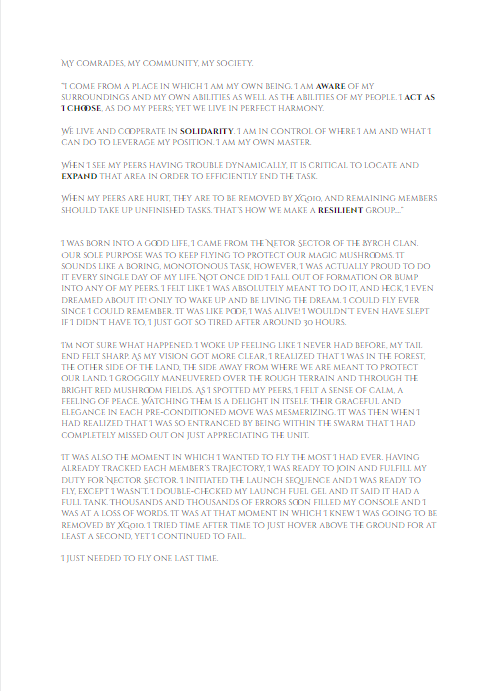 My comrades, my community, my society.
"I come from a place in which I am my own being. I am aware of my
surroundings and my own abilities as well as the abilities of my people. I act as
I choose, as do my peers; yet we live in perfect harmony.
We live and cooperate in solidarity. I am in control of where I am and what I
can do to leverage my position. I am my own master.
When I see my peers having trouble dynamically, it is critical to locate and
expand that area in order to efficiently end the task.
When my peers are hurt, they are to be removed by XG010, and remaining members
should take up unfinished tasks. That's how we make a resilient group..."
I was born into a good life, I came from the Netor Sector of the Byrch clan.
Our sole purpose was to keep flying to protect our magic mushrooms. It
sounds like a boring, monotonous task, however, I was actually proud to do
it every single day of my life. Not once did I fall out of formation or bump
into any of my peers. I felt like I was absolutely meant to do it, and heck, I even
dreamed about it! only to wake up and be living the dream. I could fly ever
since I could remember. It was like poof, I was alive! I wouldn't even have slept
if I didn't have to, I just got so tired after around 30 hours.
I'm not sure what happened. I woke up feeling like I never had before, my tail
end felt sharp. As my vision got more clear, I realized that I was in the forest,
the other side of the land, the side away from where we are meant to protect
our land. I groggily maneuvered over the rough terrain and through the
bright red mushroom fields. As I spotted my peers, I felt a sense of calm, a
feeling of peace. Watching them is a delight in itself. Their graceful and
elegance in each pre-conditioned move was mesmerizing. It was then when I
had realized that I was so entranced by being within the swarm that I had
completely missed out on just appreciating the unit.
It was also the moment in which I wanted to fly the most I had ever, having
already tracked each member's trajectory, I was ready to join and fulfill my
duty for Nector Sector. I initiated the launch sequence and I was ready to
fly, except I wasn't. I double-checked my launch fuel gel and it said it had a
full tank. Thousands and thousands of errors soon filled my console and I
was at a loss of words. It was at that moment in which I knew I was going to be
removed by XG010. I tried time after time to just hover above the ground for at
least a second, yet I continued to fail.
I just needed to fly one last time.